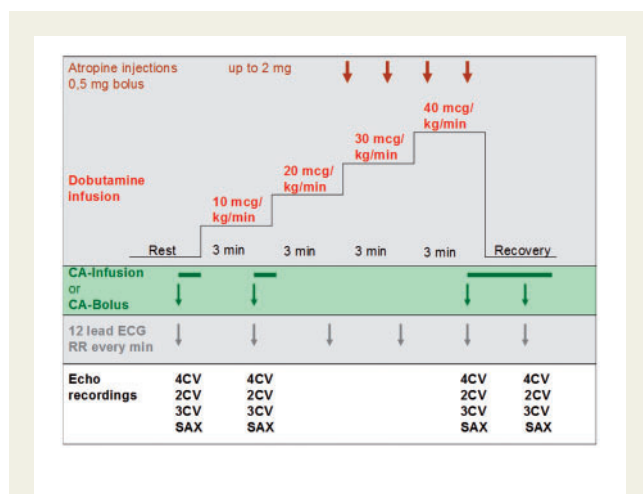 Atropine injections up to 2 mg
0,5 mg bolus
40 mcg/
kg/min
30 mcg/
kg/min
20 mcg/
kg/min
Dobutamine
infusion
10 mcg/
kg/min
Rest 3 min 3 min 3 min 3 min Recovery
CA-Infusion
or
CA-Bolus
12 lead ECG
RR every min
Echo 4CV 4CV 4CV 4CV
recordings 2CV 2CV 2CV 2CV
3CV 3CV 3CV 3CV
SAX SAX SAX SAX